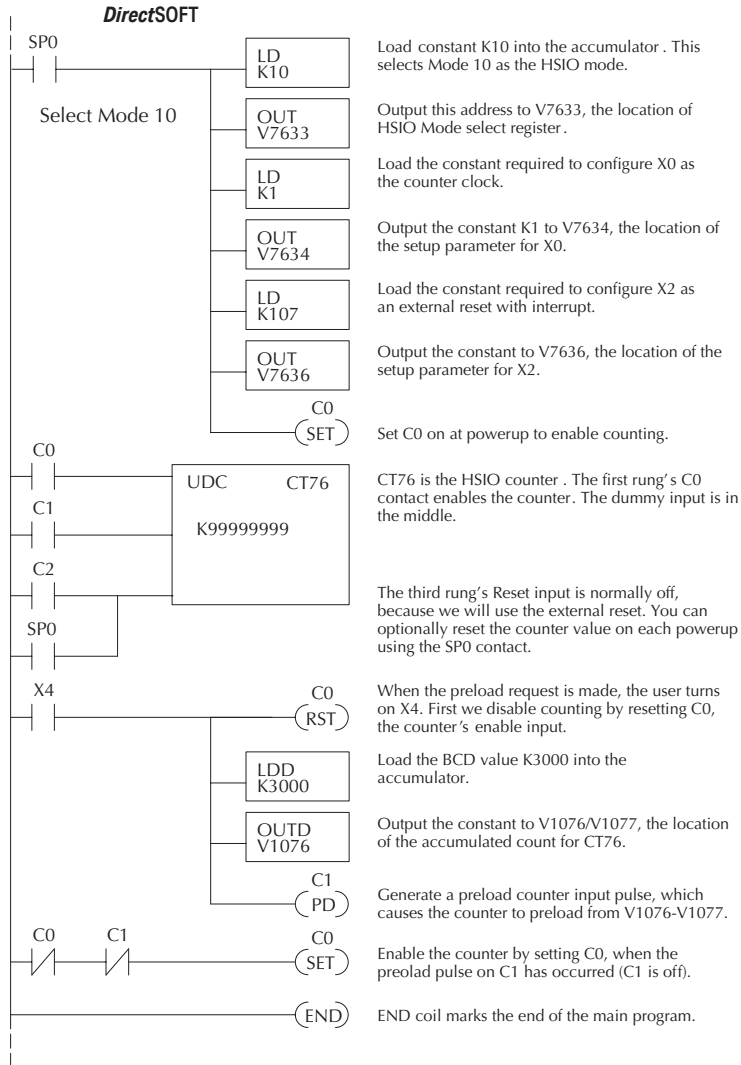 DirectSOFT
SP0
LD
K10
Load constant K10 into the accumulator . This
selects Mode 10 as the HSIO mode.
Select Mode 10
OUT
V7633
Output this address to V7633, the location of
HSIO Mode select register .
LD
K1
Load the constant required to configure X0 as
the counter clock.
OUT
V7634
Output the constant K1 to V7634, the location of
the setup parameter for X0.
LD
K107
Load the constant required to configure X2 as
an external reset with interrupt.
OUT
V7636
Output the constant to V7636, the location of the
setup parameter for X2.
C0
SET
Set C0 on at powerup to enable counting.
C0
UDC CT76
K99999999
CT76 is the HSIO counter . The first rung's C0
contact enables the counter. The dummy input is in
the middle.
C1
C2
SP0
The third rung's Reset input is normally off,
because we will use the external reset. You can
optionally reset the counter value on each powerup
using the SP0 contact.
X4
C0
RST
When the preload request is made, the user turns
on X4. First we disable counting by resetting C0,
the counter's enable input.
LDD
K3000
Load the BCD value K3000 into the
accumulator.
OUTD
V1076
Output the constant to V1076/V1077, the location
of the accumulated count for CT76.
C1
PD
Generate a preload counter input pulse, which
causes the counter to preload from V1076-V1077.
C0 C1
C0
SET
Enable the counter by setting C0, when the
preolad pulse on C1 has occurred (C1 is off).
END
END coil marks the end of the main program.